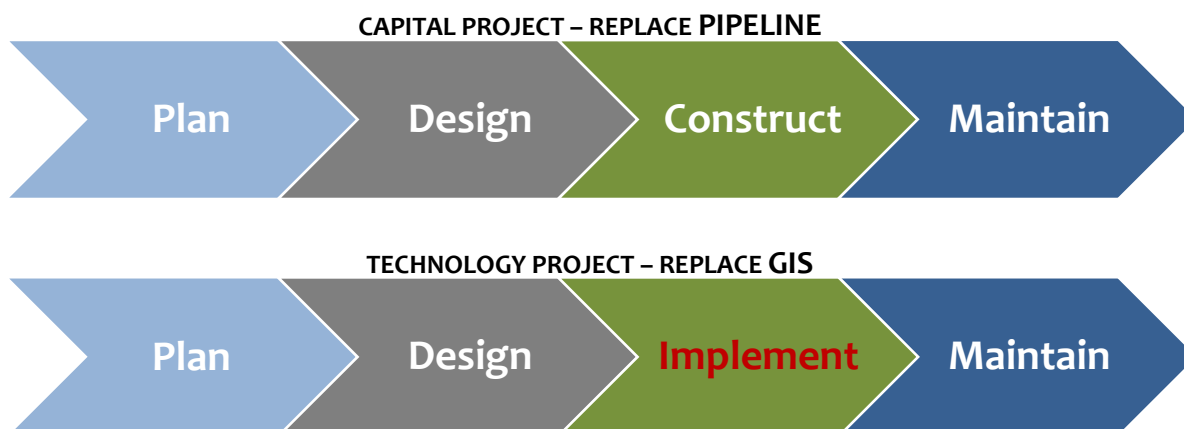 CAPITAL PROJECT – REPLACE PIPELINE
Plan Design Construct Maintain
TECHNOLOGY PROJECT – REPLACE GIS
Plan Design Implement Maintain